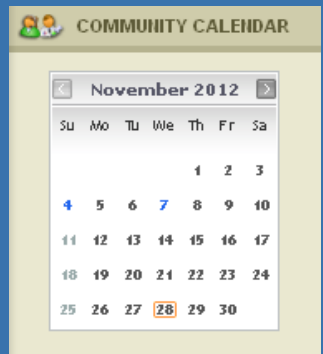 COMMUNITY CALENDAR
November 2012
Su Mo Tu We Th Fr Sa
1 2 3
4 5 6 7 8 9 10
11 12 13 14 15 16 17
18 19 20 21 22 23 24
25 26 27 28 29 30